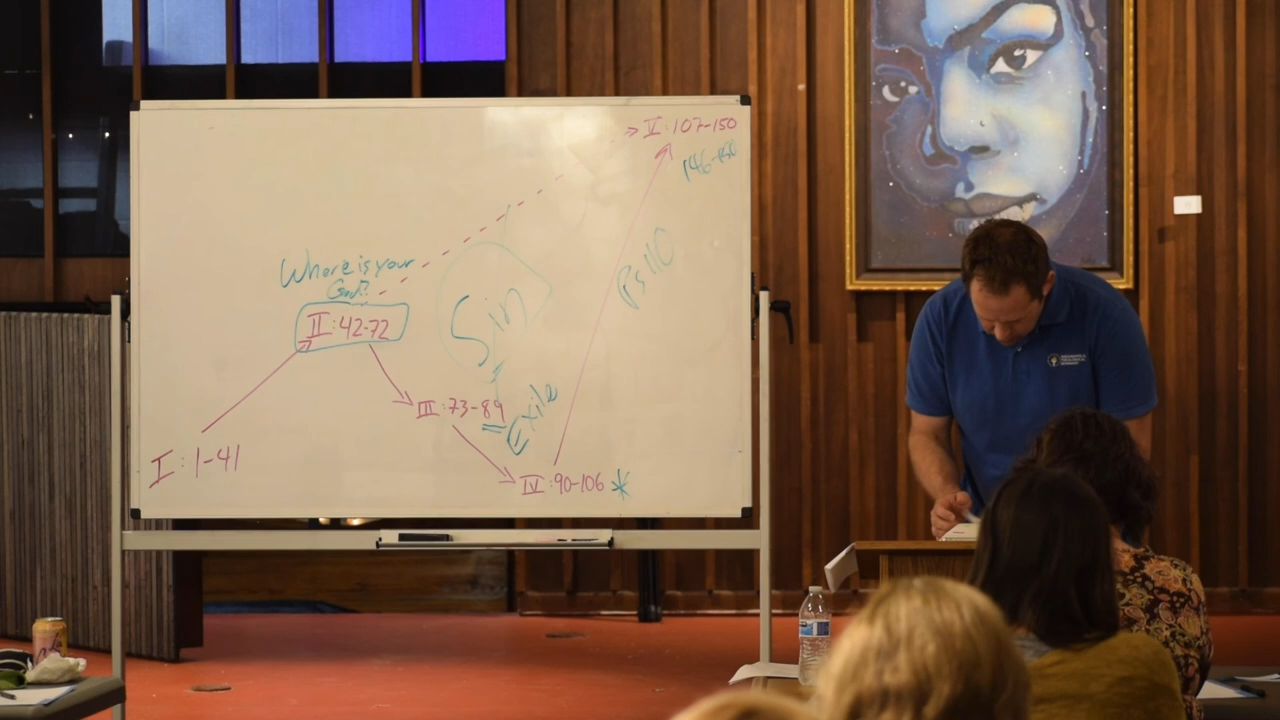 V: 107-150
146-150
Ps 110
Where is your
God?
II: 42-72
Sin
III: 73-89
Exile
I: 1-41
IV: 90-106 *